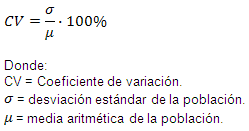 CV = σ/μ · 100%
Donde:
CV = Coeficiente de variación.
σ = desviación estándar de la población.
μ = media aritmética de la población.